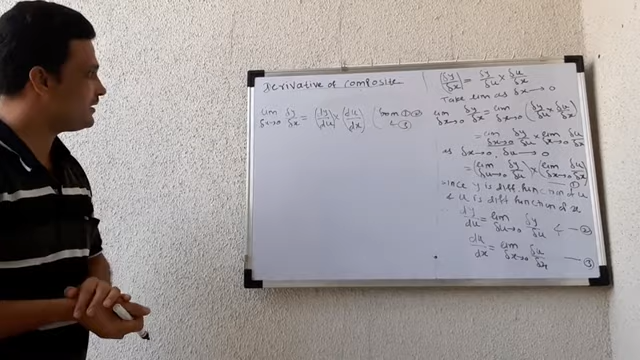 Derivative of composite
lim δx→0 δy/δx = (dy/du) × (du/dx) (from ① ② & ③)
(δy/δx) = δy/δu × δu/δx
Take lim as δx → 0
lim δx→0 δy/δx = lim δx→0 (δy/δu × δu/δx)
= lim δx→0 δy/δu × lim δx→0 δu/δx
as δx → 0, δu → 0
= (lim δu→0 δy/δu) × (lim δx→0 δu/δx) — ①
Since y is diff. function of u
& u is diff function of x
dy/du = lim δu→0 δy/δu & — ②
du/dx = lim δx→0 δu/δx — ③